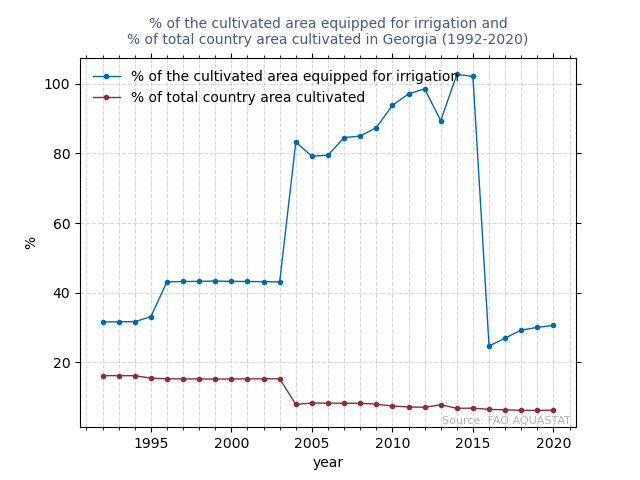 % of the cultivated area equipped for irrigation and
% of total country area cultivated in Georgia (1992-2020)
% of the cultivated area equipped for irrigation
% of total country area cultivated
100
80
60
40
20
%
Source: FAO AQUASTAT
1995 2000 2005 2010 2015 2020
year